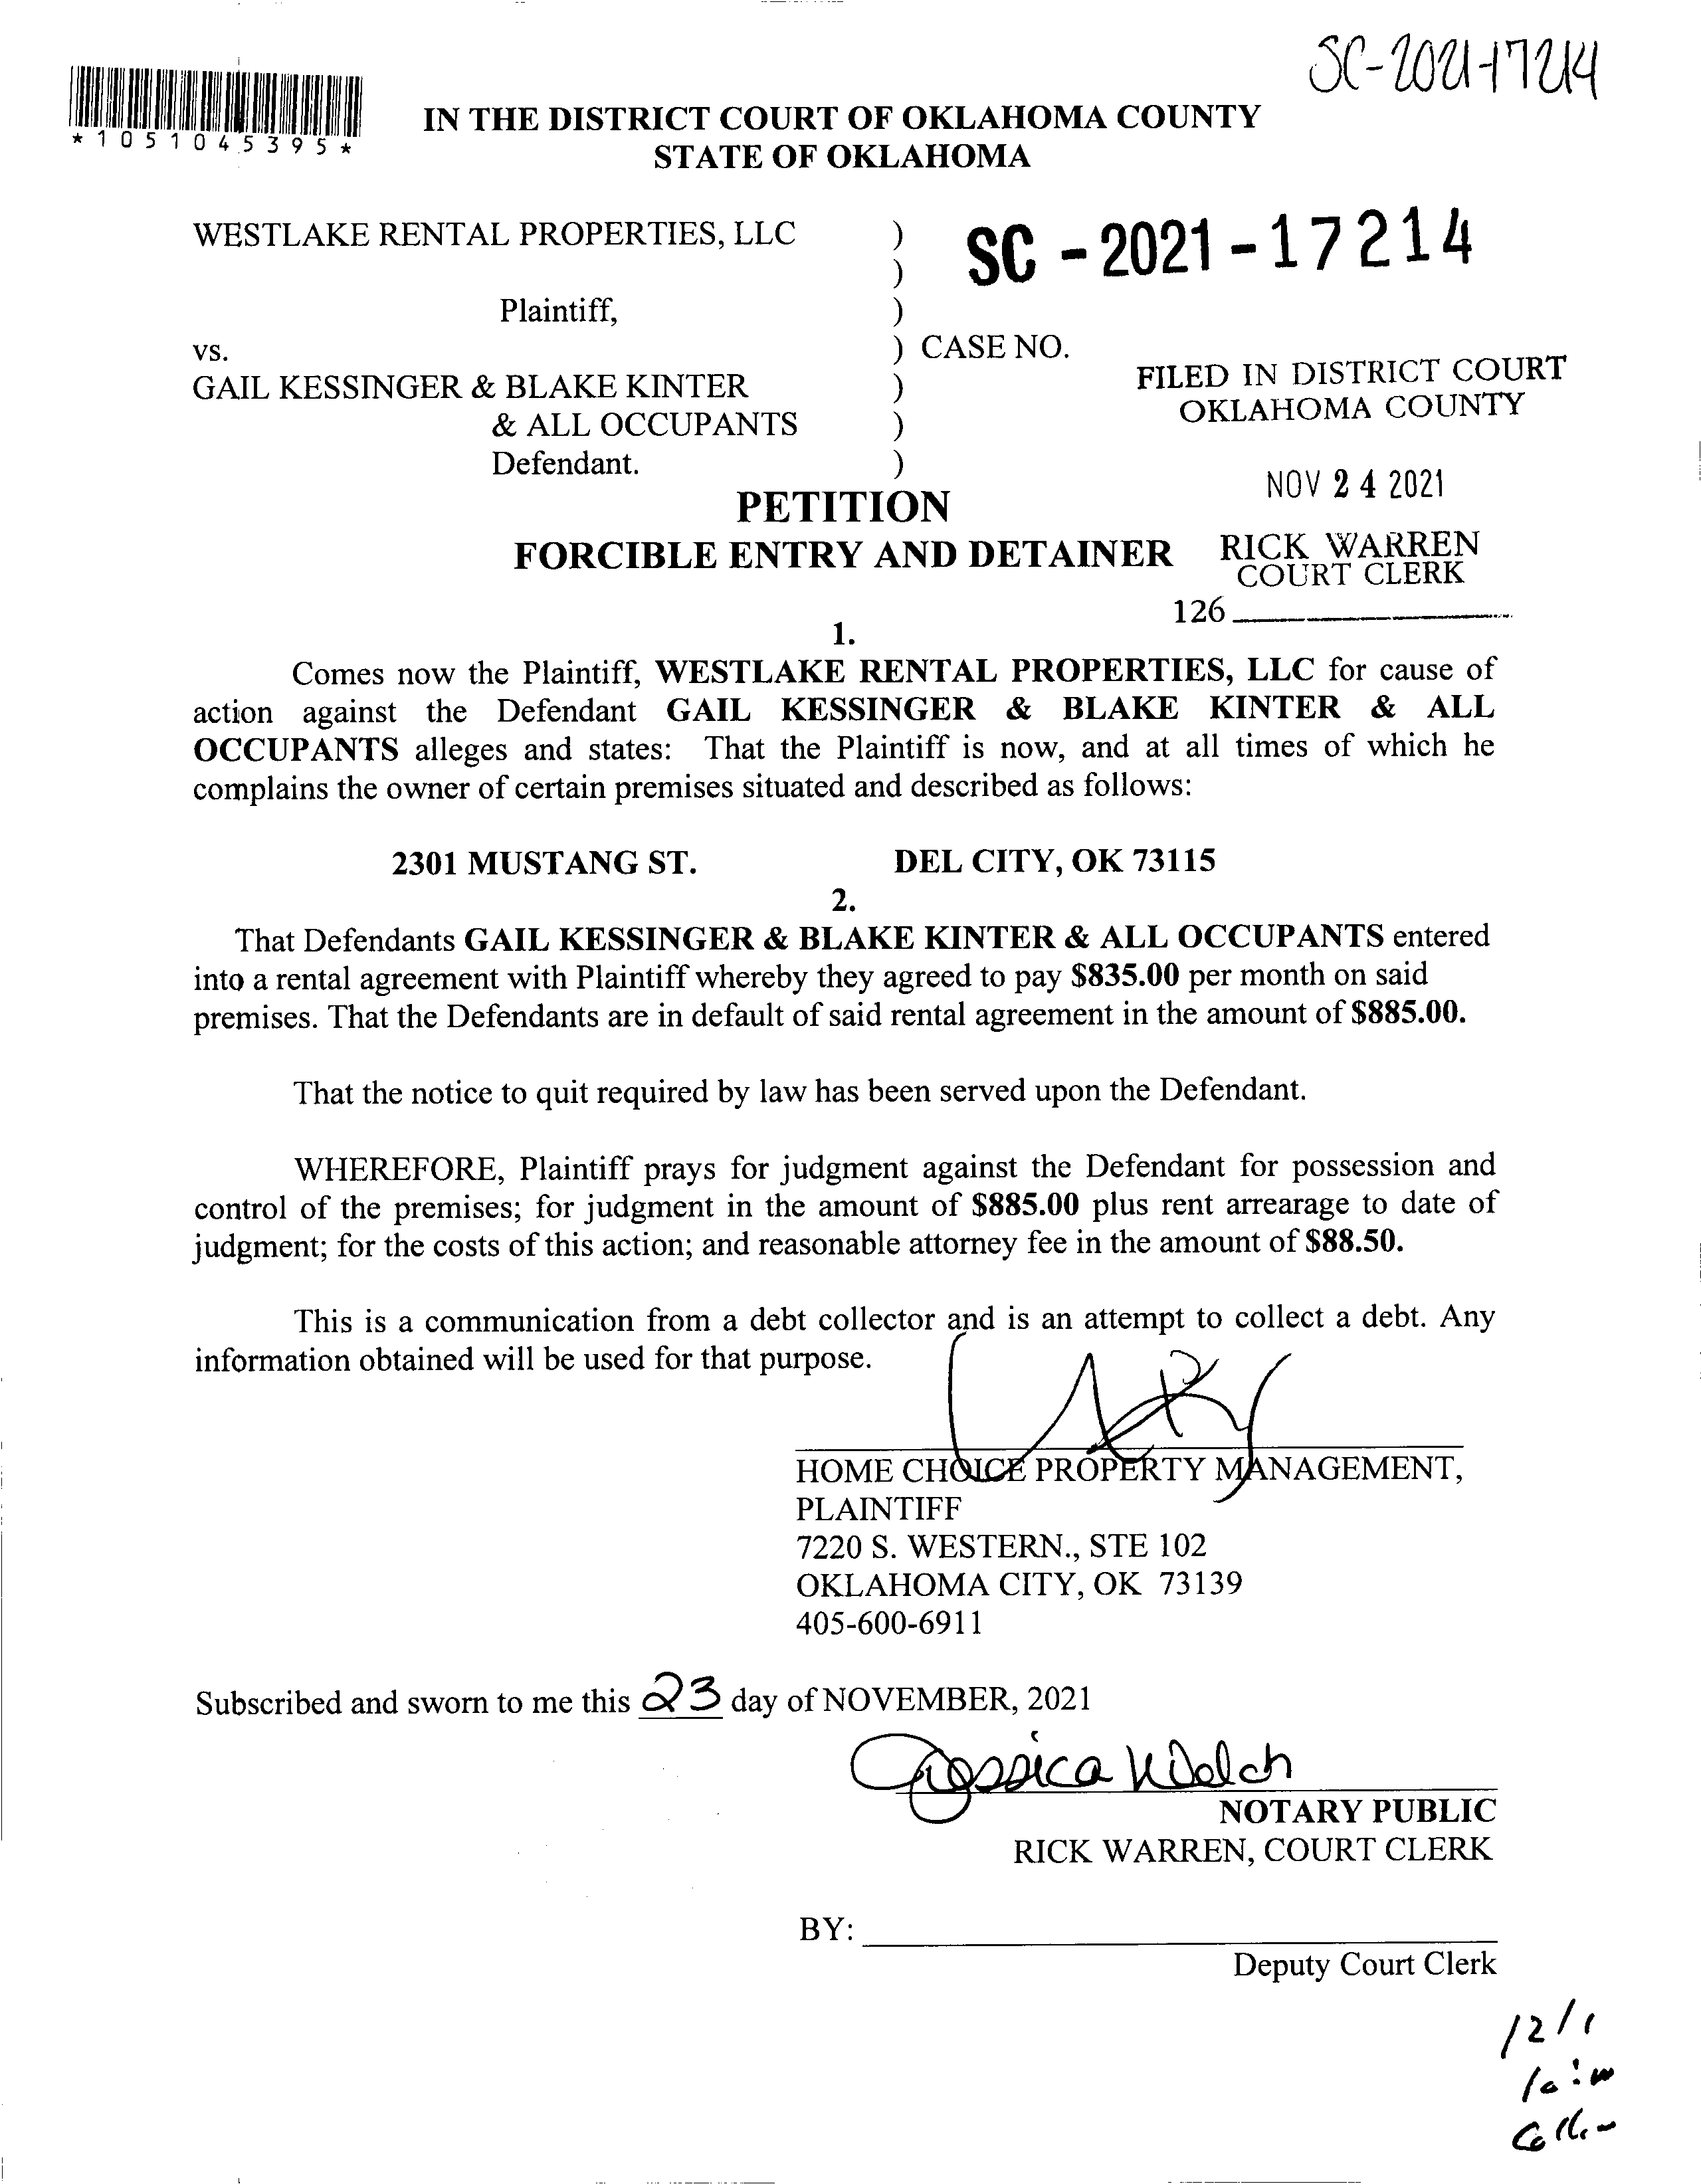 SC-2021-17214
*1051045395*
IN THE DISTRICT COURT OF OKLAHOMA COUNTY
STATE OF OKLAHOMA
WESTLAKE RENTAL PROPERTIES, LLC )
)
SC - 2021 - 17214
Plaintiff, )
vs. ) CASE NO.
GAIL KESSINGER & BLAKE KINTER )
& ALL OCCUPANTS )
Defendant. )
FILED IN DISTRICT COURT
OKLAHOMA COUNTY
NOV 24 2021
RICK WARREN
COURT CLERK
126
PETITION
FORCIBLE ENTRY AND DETAINER
1.
Comes now the Plaintiff, WESTLAKE RENTAL PROPERTIES, LLC for cause of
action against the Defendant GAIL KESSINGER & BLAKE KINTER & ALL
OCCUPANTS alleges and states: That the Plaintiff is now, and at all times of which he
complains the owner of certain premises situated and described as follows:
2301 MUSTANG ST. DEL CITY, OK 73115
2.
That Defendants GAIL KESSINGER & BLAKE KINTER & ALL OCCUPANTS entered
into a rental agreement with Plaintiff whereby they agreed to pay $835.00 per month on said
premises. That the Defendants are in default of said rental agreement in the amount of $885.00.
That the notice to quit required by law has been served upon the Defendant.
WHEREFORE, Plaintiff prays for judgment against the Defendant for possession and
control of the premises; for judgment in the amount of $885.00 plus rent arrearage to date of
judgment; for the costs of this action; and reasonable attorney fee in the amount of $88.50.
This is a communication from a debt collector and is an attempt to collect a debt. Any
information obtained will be used for that purpose.
HOME CHOICE PROPERTY MANAGEMENT,
PLAINTIFF
7220 S. WESTERN., STE 102
OKLAHOMA CITY, OK 73139
405-600-6911
Subscribed and sworn to me this 23 day of NOVEMBER, 2021
Jessica Welch
NOTARY PUBLIC
RICK WARREN, COURT CLERK
BY:
Deputy Court Clerk
12/1